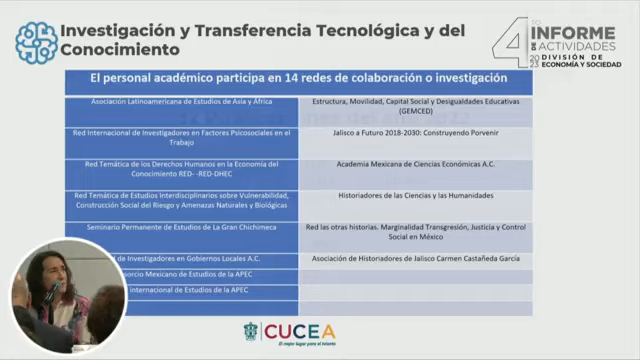 Investigación y Transferencia Tecnológica y del
Conocimiento
4
to
INFORME
DE
ACTIVIDADES
2023
DIVISIÓN DE
ECONOMÍA Y SOCIEDAD
El personal académico participa en 14 redes de colaboración o investigación
Asociación Latinoamericana de Estudios de Asia y África
Estructura, Movilidad, Capital Social y Desigualdades Educativas
(GEMCED)
Red Internacional de Investigadores en Factores Psicosociales en el
Trabajo
Jalisco a Futuro 2018-2030: Construyendo Porvenir
Red Temática de los Derechos Humanos en la Economía del
Conocimiento RED- -RED-DHEC
Academia Mexicana de Ciencias Económicas A.C.
Red Temática de Estudios Interdisciplinarios sobre Vulnerabilidad,
Construcción Social del Riesgo y Amenazas Naturales y Biológicas
Historiadores de las Ciencias y las Humanidades
Seminario Permanente de Estudios de La Gran Chichimeca
Red las otras historias. Marginalidad Transgresión, Justicia y Control
Social en México
de Investigadores en Gobiernos Locales A.C.
Asociación de Historiadores de Jalisco Carmen Castañeda García
orcio Mexicano de Estudios de la APEC
internacional de Estudios de la APEC
CUCEA
El mejor lugar para el talento